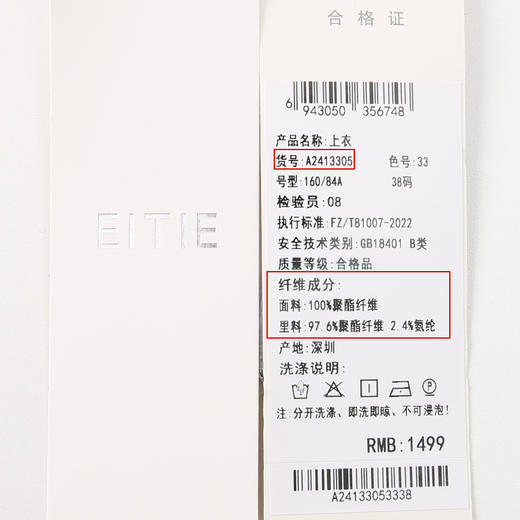 EITIE
合格证
6 943050 356748
产品名称:上衣
货号:A2413305 色号:33
号型:160/84A 38码
检验员:08
执行标准:FZ/T81007-2022
安全技术类别:GB18401 B类
质量等级:合格品
纤维成分:
面料:100%聚酯纤维
里料:97.6%聚酯纤维 2.4%氨纶
产地:深圳
洗涤说明:
注:分开洗涤、即洗即晾、不可浸泡!
RMB:1499
A24133053338